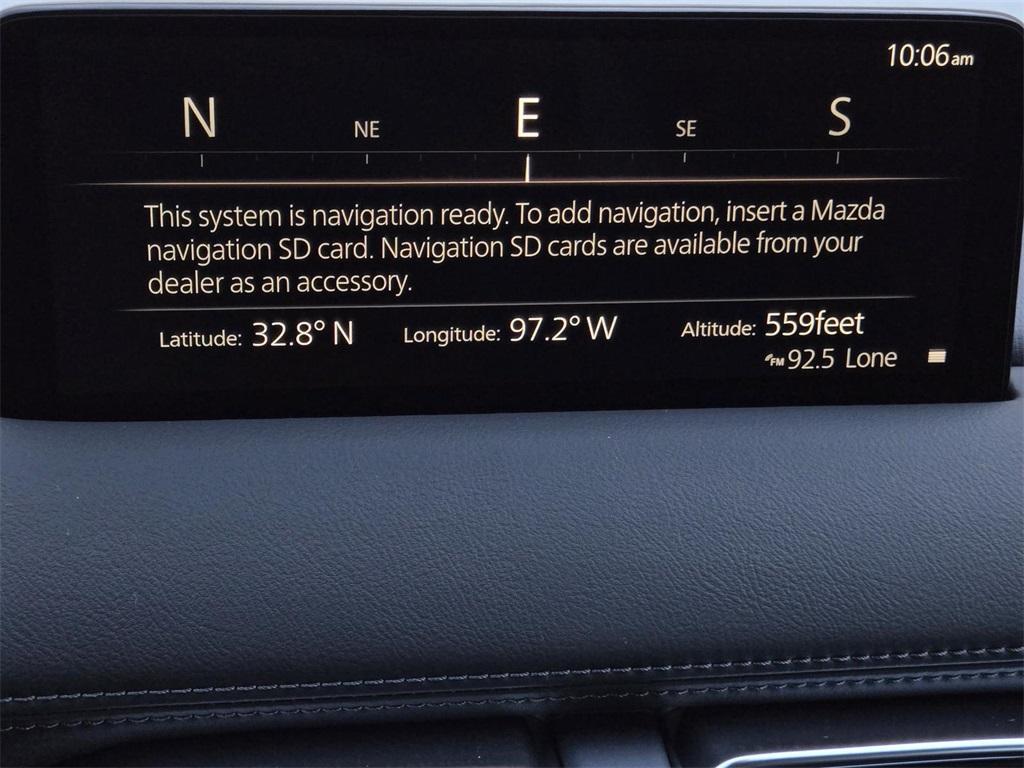 10:06am
N NE E SE S
This system is navigation ready. To add navigation, insert a Mazda
navigation SD card. Navigation SD cards are available from your
dealer as an accessory.
Latitude: 32.8° N Longitude: 97.2° W Altitude: 559feet
FM 92.5 Lone